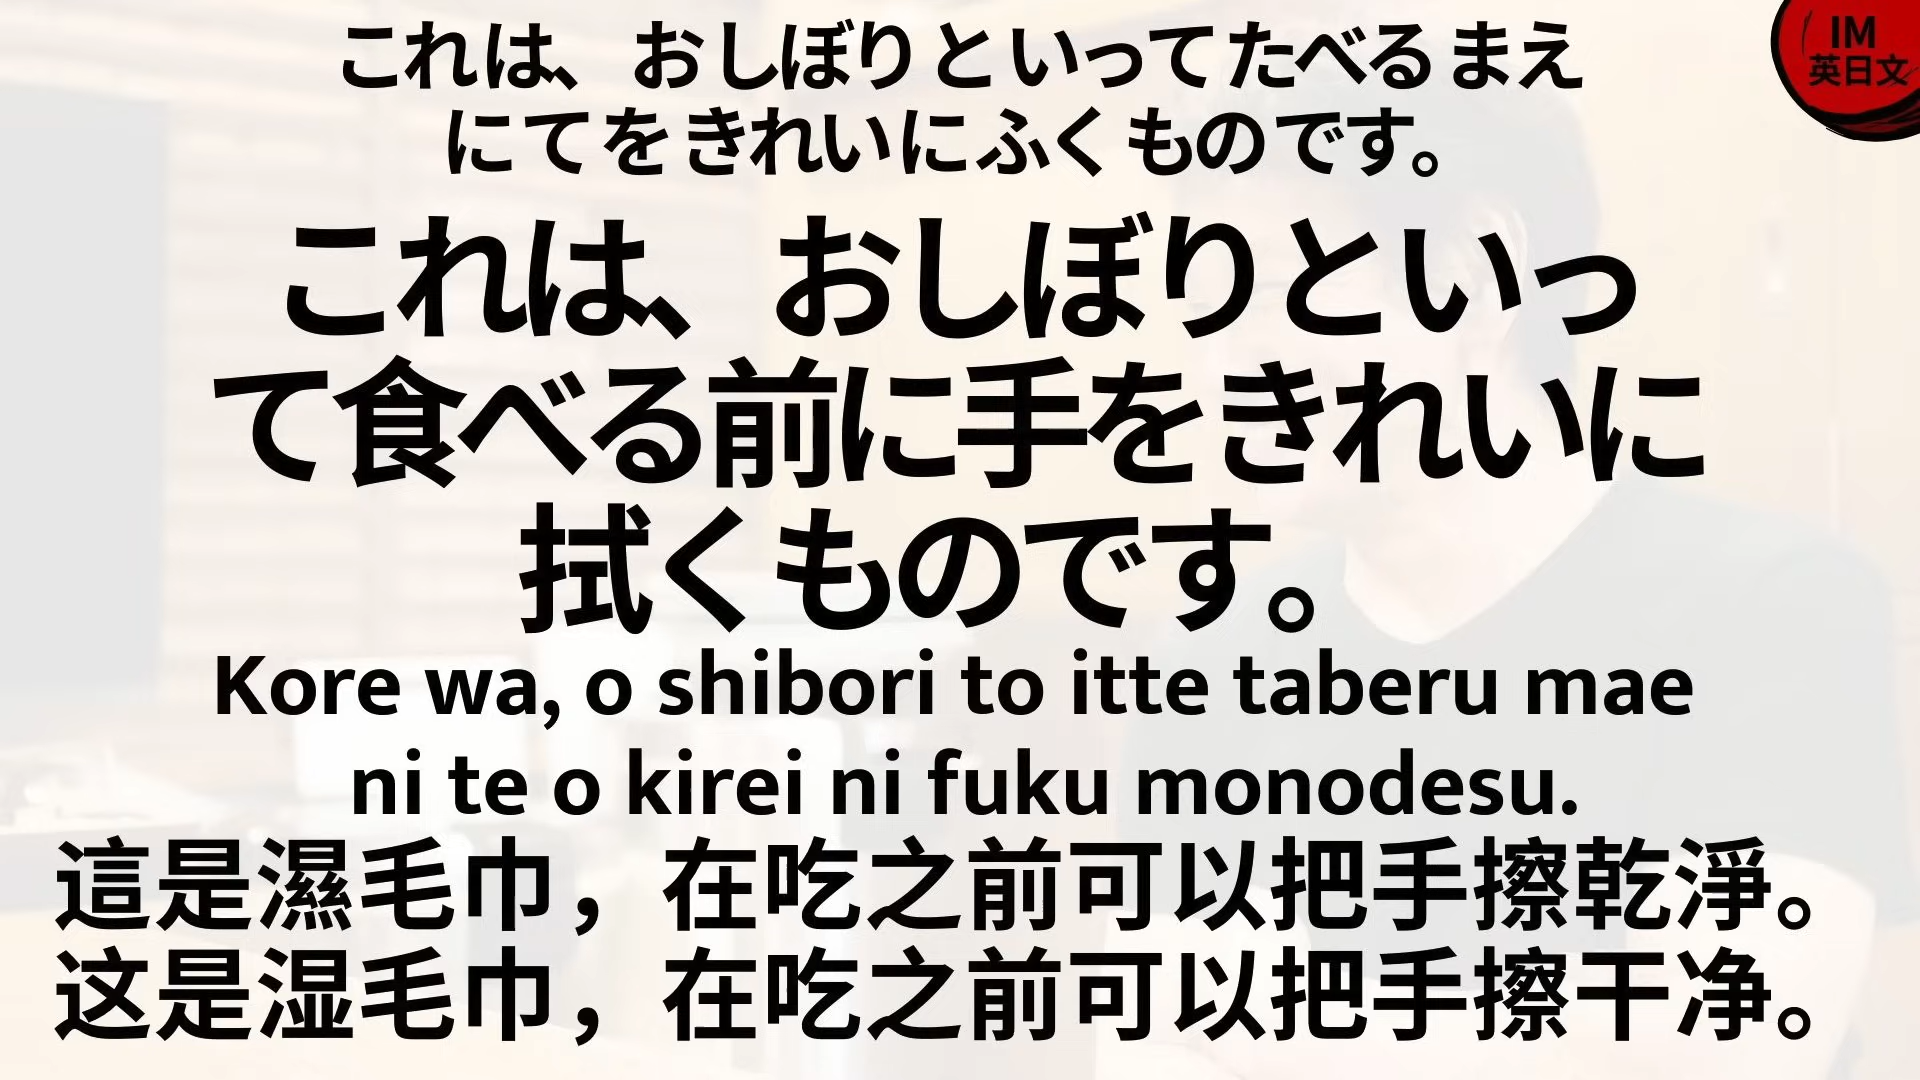 IM
英日文
これは、おしぼりといってたべるまえ
にてをきれいにふくものです。
これは、おしぼりといっ
て食べる前に手をきれいに
拭くものです。
Kore wa, o shibori to itte taberu mae
ni te o kirei ni fuku monodesu.
這是濕毛巾，在吃之前可以把手擦乾淨。
这是湿毛巾，在吃之前可以把手擦干净。